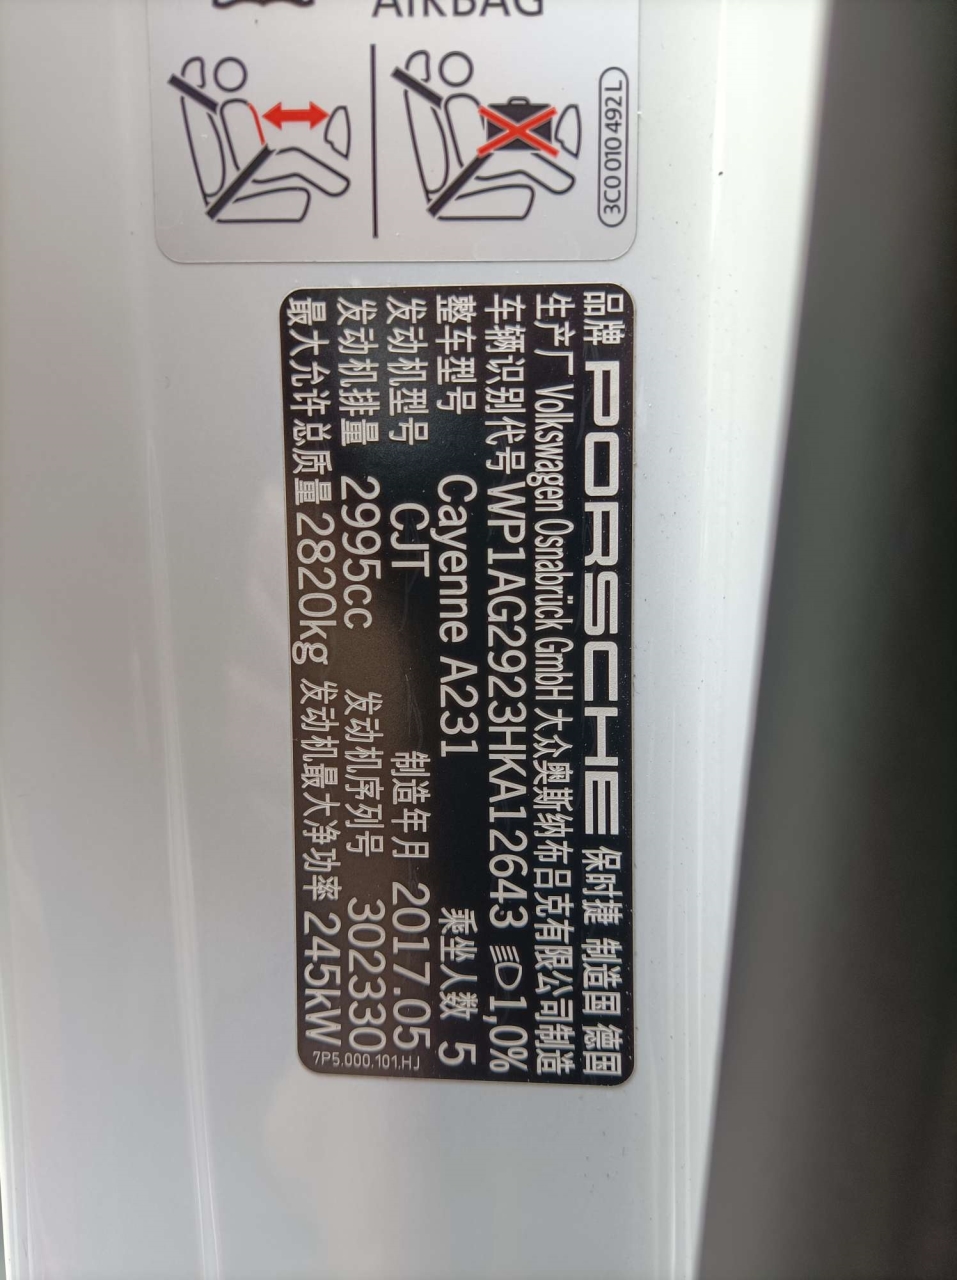 AIRBAG
3C0 010 492 L
品牌 PORSCHE 保时捷 制造国 德国
生产厂 Volkswagen Osnabrück GmbH 大众奥斯纳布吕克有限公司制造
车辆识别代号 WP1AG2923HKA12643 1,0%
整车型号 Cayenne A231 乘坐人数 5
发动机型号 CJT 制造年月 2017.05
发动机排量 2995cc 发动机序列号 302330
最大允许总质量 2820kg 发动机最大净功率 245kW
7P5.000.101.HJ